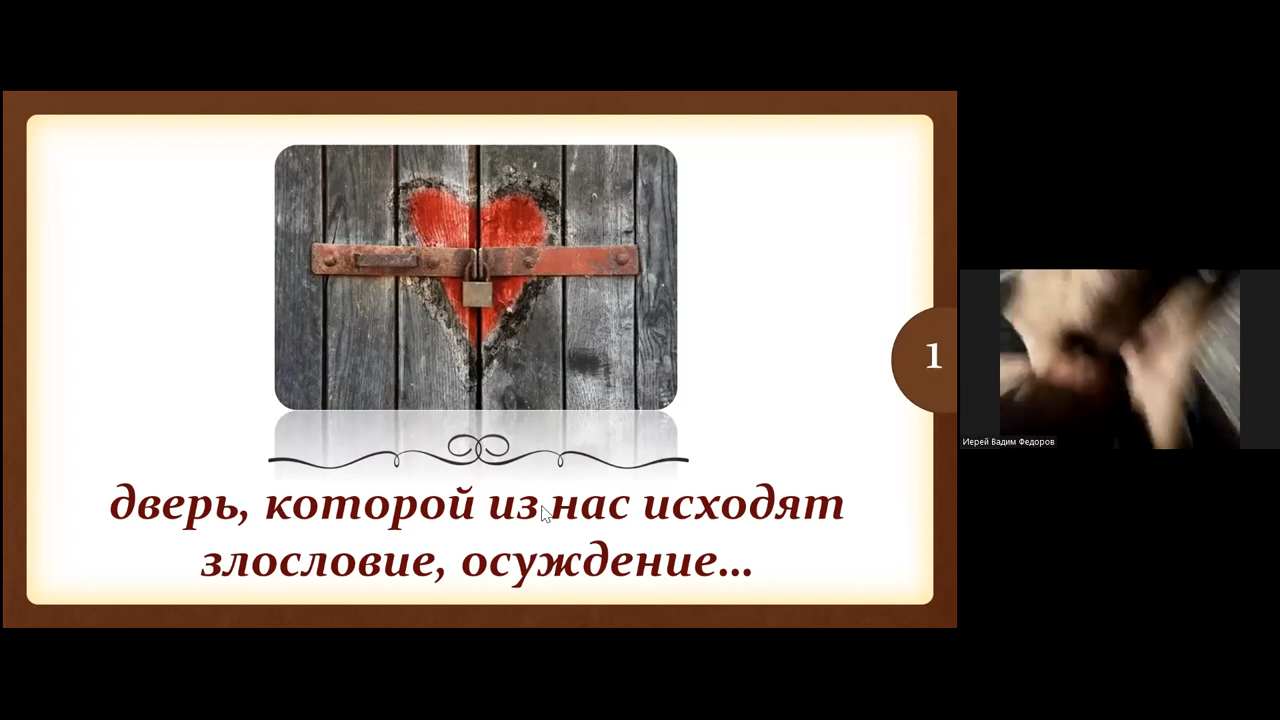 дверь, которой из нас исходят
злословие, осуждение...
1
Иерей Вадим Федоров